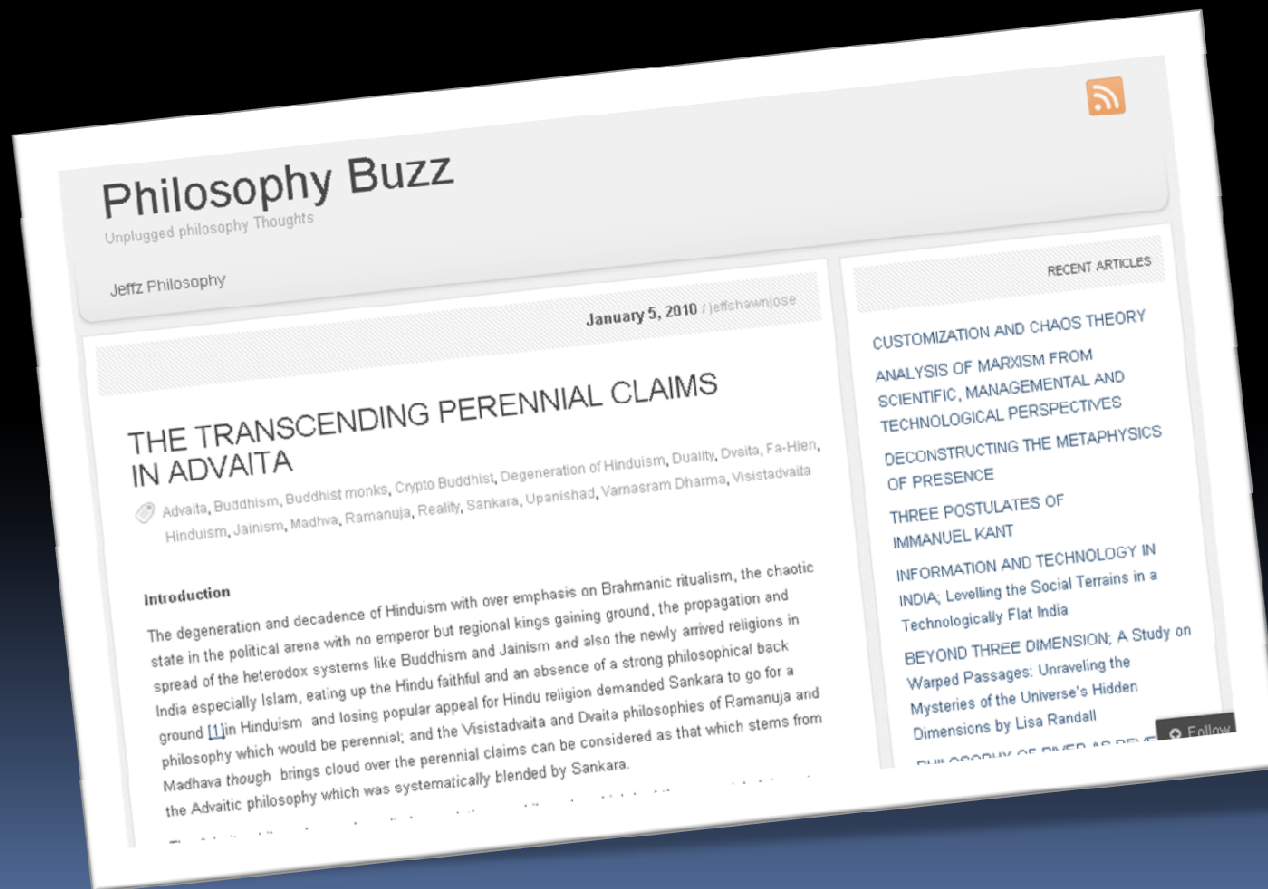 Philosophy Buzz
Unplugged philosophy Thoughts
Jeffz Philosophy
January 5, 2010 / jeffshawnjose
THE TRANSCENDING PERENNIAL CLAIMS
IN ADVAITA
Advaita, Buddhism, Buddhist monks, Crypto Buddhist, Degeneration of Hinduism, Duality, Dvaita, Fa-Hien,
Hinduism, Jainism, Madhva, Ramanuja, Reality, Sankara, Upanishad, Varnasram Dharma, Visistadvaita
Introduction
The degeneration and decadence of Hinduism with over emphasis on Brahmanic ritualism, the chaotic
state in the political arena with no emperor but regional kings gaining ground, the propagation and
spread of the heterodox systems like Buddhism and Jainism and also the newly arrived religions in
India especially Islam, eating up the Hindu faithful and an absence of a strong philosophical back
ground [1]in Hinduism and losing popular appeal for Hindu religion demanded Sankara to go for a
philosophy which would be perennial; and the Visistadvaita and Dvaita philosophies of Ramanuja and
Madhava though brings cloud over the perennial claims can be considered as that which stems from
the Advaitic philosophy which was systematically blended by Sankara.
RECENT ARTICLES
CUSTOMIZATION AND CHAOS THEORY
ANALYSIS OF MARXISM FROM
SCIENTIFIC, MANAGEMENTAL AND
TECHNOLOGICAL PERSPECTIVES
DECONSTRUCTING THE METAPHYSICS
OF PRESENCE
THREE POSTULATES OF
IMMANUEL KANT
INFORMATION AND TECHNOLOGY IN
INDIA; Levelling the Social Terrains in a
Technologically Flat India
BEYOND THREE DIMENSION; A Study on
Warped Passages: Unraveling the
Mysteries of the Universe's Hidden
Dimensions by Lisa Randall
Follow